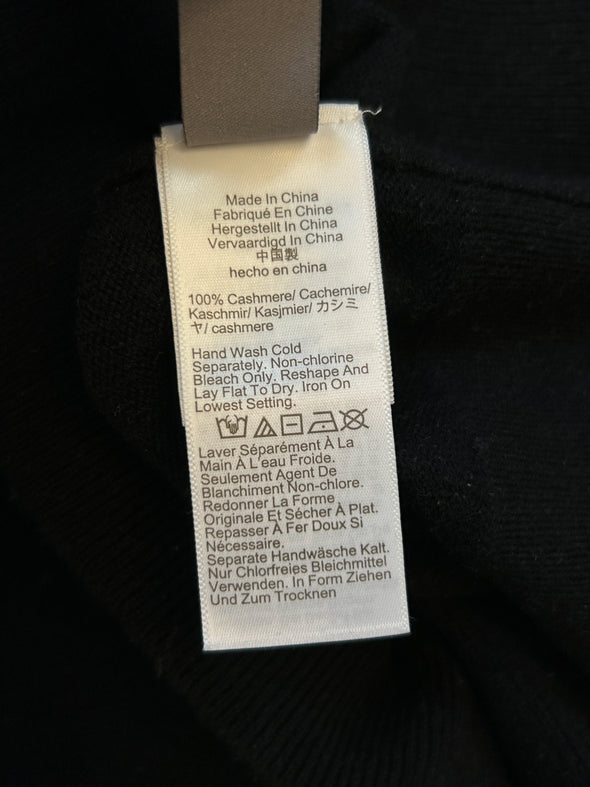 Made In China
Fabriqué En Chine
Hergestellt In China
Vervaardigd In China
中国製
hecho en china
100% Cashmere/ Cachemire/
Kaschmir/ Kasjmier/ カシミ
ヤ/ cashmere
Hand Wash Cold
Separately. Non-chlorine
Bleach Only. Reshape And
Lay Flat To Dry. Iron On
Lowest Setting.
Laver Séparément À La
Main À L'eau Froide.
Seulement Agent De
Blanchiment Non-chlore.
Redonner La Forme
Originale Et Sécher À Plat.
Repasser À Fer Doux Si
Nécessaire.
Separate Handwäsche Kalt.
Nur Chlorfreies Bleichmittel
Verwenden. In Form Ziehen
Und Zum Trocknen